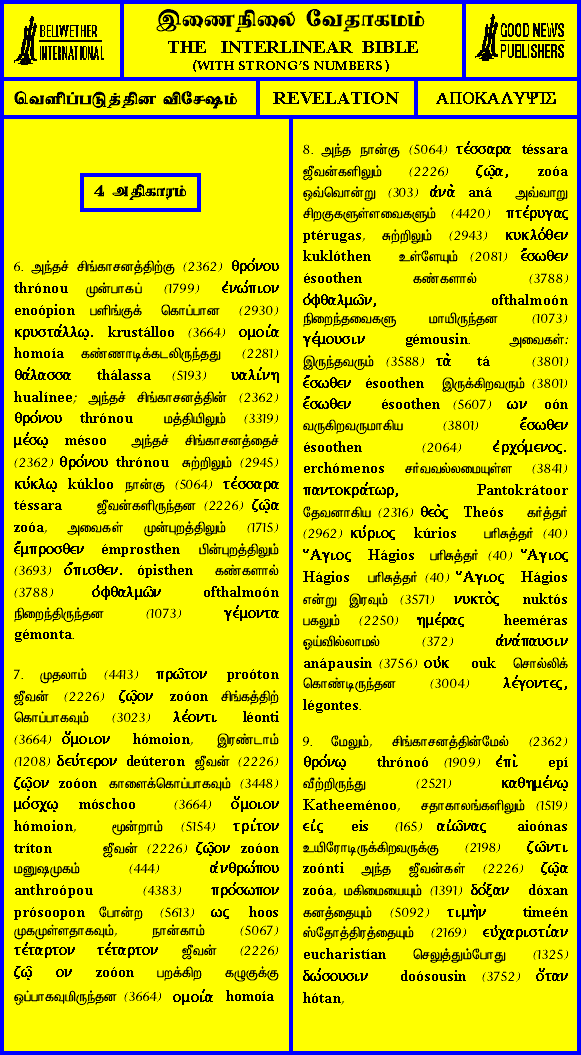 BELLWETHER
INTERNATIONAL
இணைநிலை வேதாகமம்
THE INTERLINEAR BIBLE
(WITH STRONG'S NUMBERS)
GOOD NEWS
PUBLISHERS
வெளிப்படுத்தின விசேஷம்
REVELATION
ΑΠΟΚΑΛΥΨΙΣ
4 அதிகாரம்
6. அந்தச் சிங்காசனத்திற்கு (2362) θρόνου
thrónou முன்பாகப் (1799) ἐνώπιον
enoópion பளிங்குக் கொப்பான (2930)
κρυστάλλῳ. krustálloo (3664) ομοία
homoía கண்ணாடிக்கடலிருந்தது (2281)
θάλασσα thálassa (5193) υαλίνη
hualínee; அந்தச் சிங்காசனத்தின் (2362)
θρόνου thrónou மத்தியிலும் (3319)
μέσῳ mésoo அந்தச் சிங்காசனத்தைச்
(2362) θρόνου thrónou சுற்றிலும் (2945)
κύκλῳ kúkloo நான்கு (5064) τέσσαρα
téssara ஜீவன்களிருந்தன (2226) ζῶα
zoóa, அவைகள் முன்புறத்திலும் (1715)
ἔμπροσθεν émprosthen பின்புறத்திலும்
(3693) ὄπισθεν. ópisthen கண்களால்
(3788) ὀφθαλμῶν ofthalmoón
நிறைந்திருந்தன (1073) γέμοντα
gémonta.
7. முதலாம் (4413) πρῶτον proóton
ஜீவன் (2226) ζῶον zoóon சிங்கத்திற்
கொப்பாகவும் (3023) λέοντι léonti
(3664) ὅμοιον hómoion, இரண்டாம்
(1208) δεύτερον deúteron ஜீவன் (2226)
ζῶον zoóon காளைக்கொப்பாகவும் (3448)
μόσχῳ móschoo (3664) ὅμοιον
hómoion, மூன்றாம் (5154) τρίτον
tríton ஜீவன் (2226) ζῶον zoóon
மனுஷமுகம் (444) ἀνθρώπου
anthroópou (4383) πρόσωπον
prósoopon போன்ற (5613) ως hoos
முகமுள்ளதாகவும், நான்காம் (5067)
τέταρτον τέταρτον ஜீவன் (2226)
ζῶ ον zoóon பறக்கிற கழுகுக்கு
ஒப்பாகவுமிருந்தன (3664) ομοία homoía
8. அந்த நான்கு (5064) τέσσαρα téssara
ஜீவன்களிலும் (2226) ζῶα, zoóa
ஒவ்வொன்று (303) ἀνὰ aná அவ்வாறு
சிறகுகளுள்ளவைகளும் (4420) πτέρυγας
ptérugas, சுற்றிலும் (2943) κυκλόθεν
kuklóthen உள்ளேயும் (2081) ἔσωθεν
ésoothen கண்களால் (3788)
ὀφθαλμῶν, ofthalmoón
நிறைந்தவைகளு மாயிருந்தன (1073)
γέμουσιν gémousin. அவைகள்:
இருந்தவரும் (3588) τὰ tá (3801)
ἔσωθεν ésoothen இருக்கிறவரும் (3801)
ἔσωθεν ésoothen (5607) ων oón
வருகிறவருமாகிய (3801) ἔσωθεν
ésoothen (2064) ἐρχόμενος.
erchómenos சர்வவல்லமையுள்ள (3841)
παντοκράτωρ, Pantokrátoor
தேவனாகிய (2316) θεὸς Theós கர்த்தர்
(2962) κύριος kúrios பரிசுத்தர் (40)
Ἅγιος Hágios பரிசுத்தர் (40) Ἅγιος
Hágios பரிசுத்தர் (40) Ἅγιος Hágios
என்று இரவும் (3571) νυκτὸς nuktós
பகலும் (2250) ημέρας heeméras
ஓய்வில்லாமல் (372) ἀνάπαυσιν
anápausin (3756) οὐκ ouk சொல்லிக்
கொண்டிருந்தன (3004) λέγοντες,
légontes.
9. மேலும், சிங்காசனத்தின்மேல் (2362)
θρόνῳ thrónoó (1909) ἐπὶ epí
வீற்றிருந்து (2521) καθημένῳ
Katheeménoo, சதாகாலங்களிலும் (1519)
εἰς eis (165) αἰῶνας aioónas
உயிரோடிருக்கிறவருக்கு (2198) ζῶντι
zoónti அந்த ஜீவன்கள் (2226) ζῶα
zoóa, மகிமையையும் (1391) δόξαν dóxan
கனத்தையும் (5092) τιμὴν timeén
ஸ்தோத்திரத்தையும் (2169) εὐχαριστίαν
eucharistían செலுத்தும்போது (1325)
δώσουσιν doósousin (3752) ὅταν
hótan,